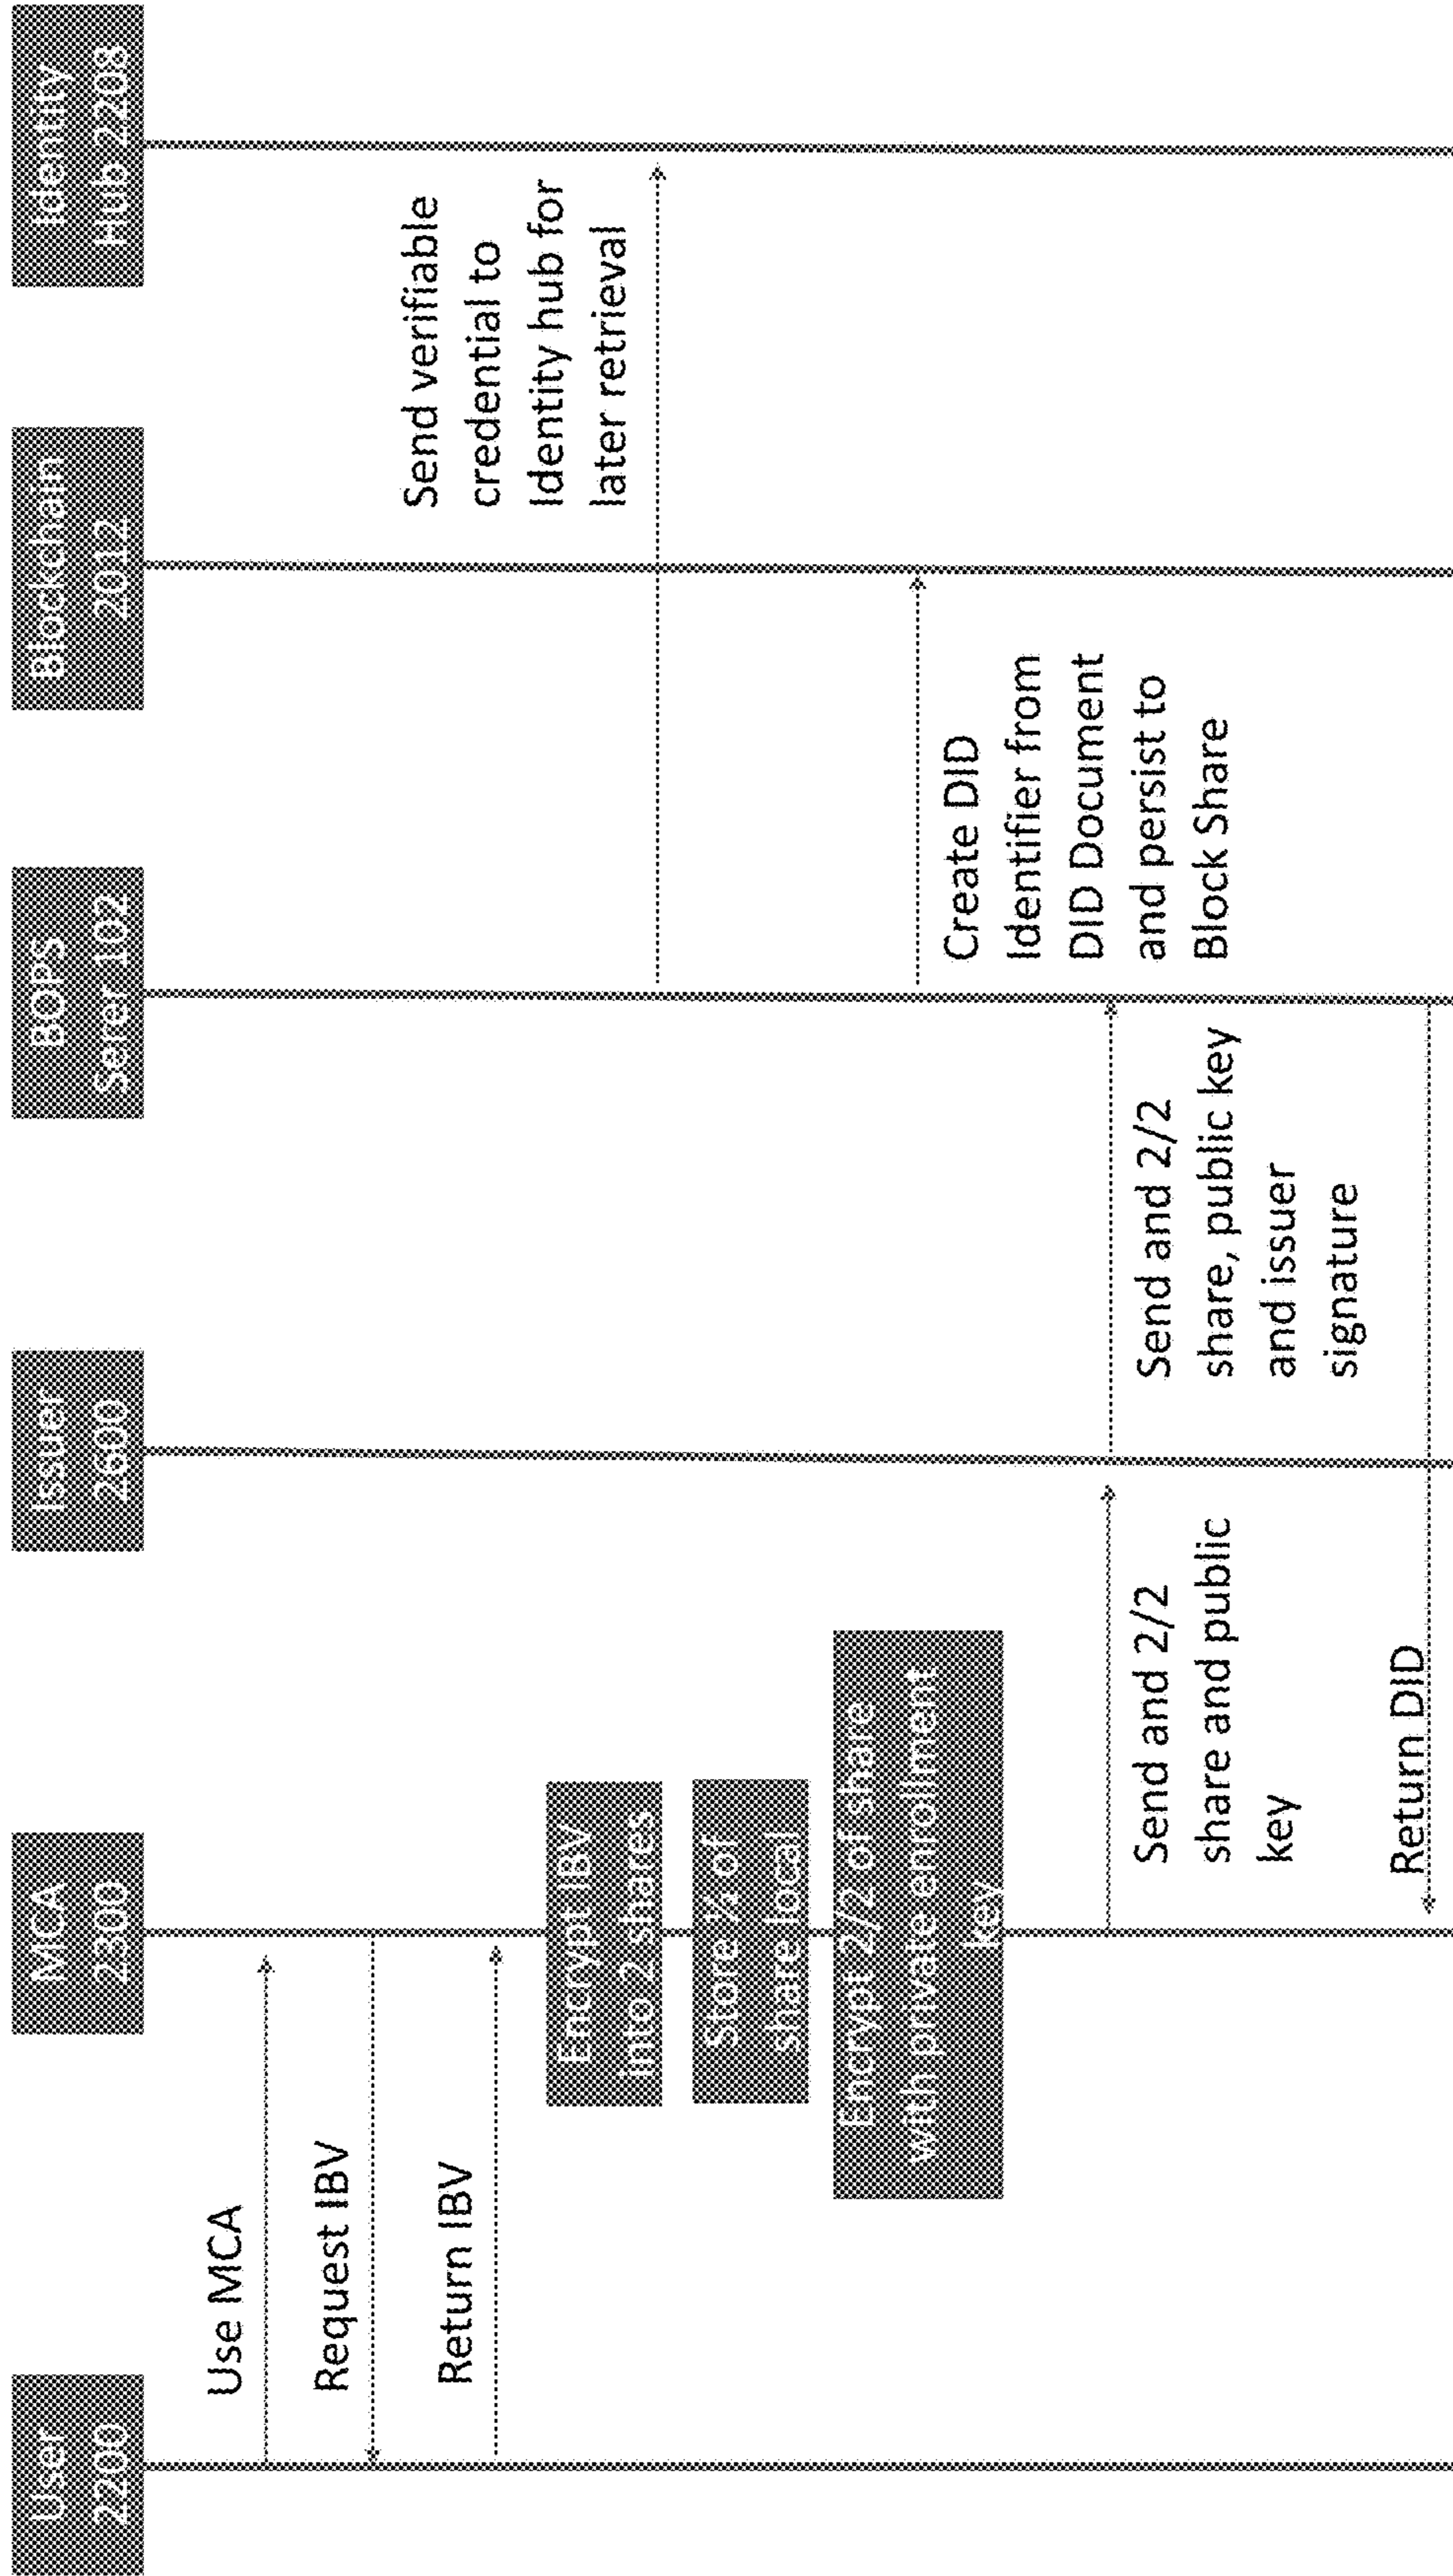 User
2200
MCA
2300
Issuer
2600
BOPS
Serer 102
Blockchain
2012
Identity
Hub 2208
Use MCA
Request IBV
Return IBV
Send verifiable
credential to
Identity hub for
later retrieval
Encrypt IBV
into 2 shares
Store ½ of
share local
Encrypt 2/2 of share
with private enrollment
key
Create DID
Identifier from
DID Document
and persist to
Block Share
Send and 2/2
share and public
key
Send and 2/2
share, public key
and issuer
signature
Return DID